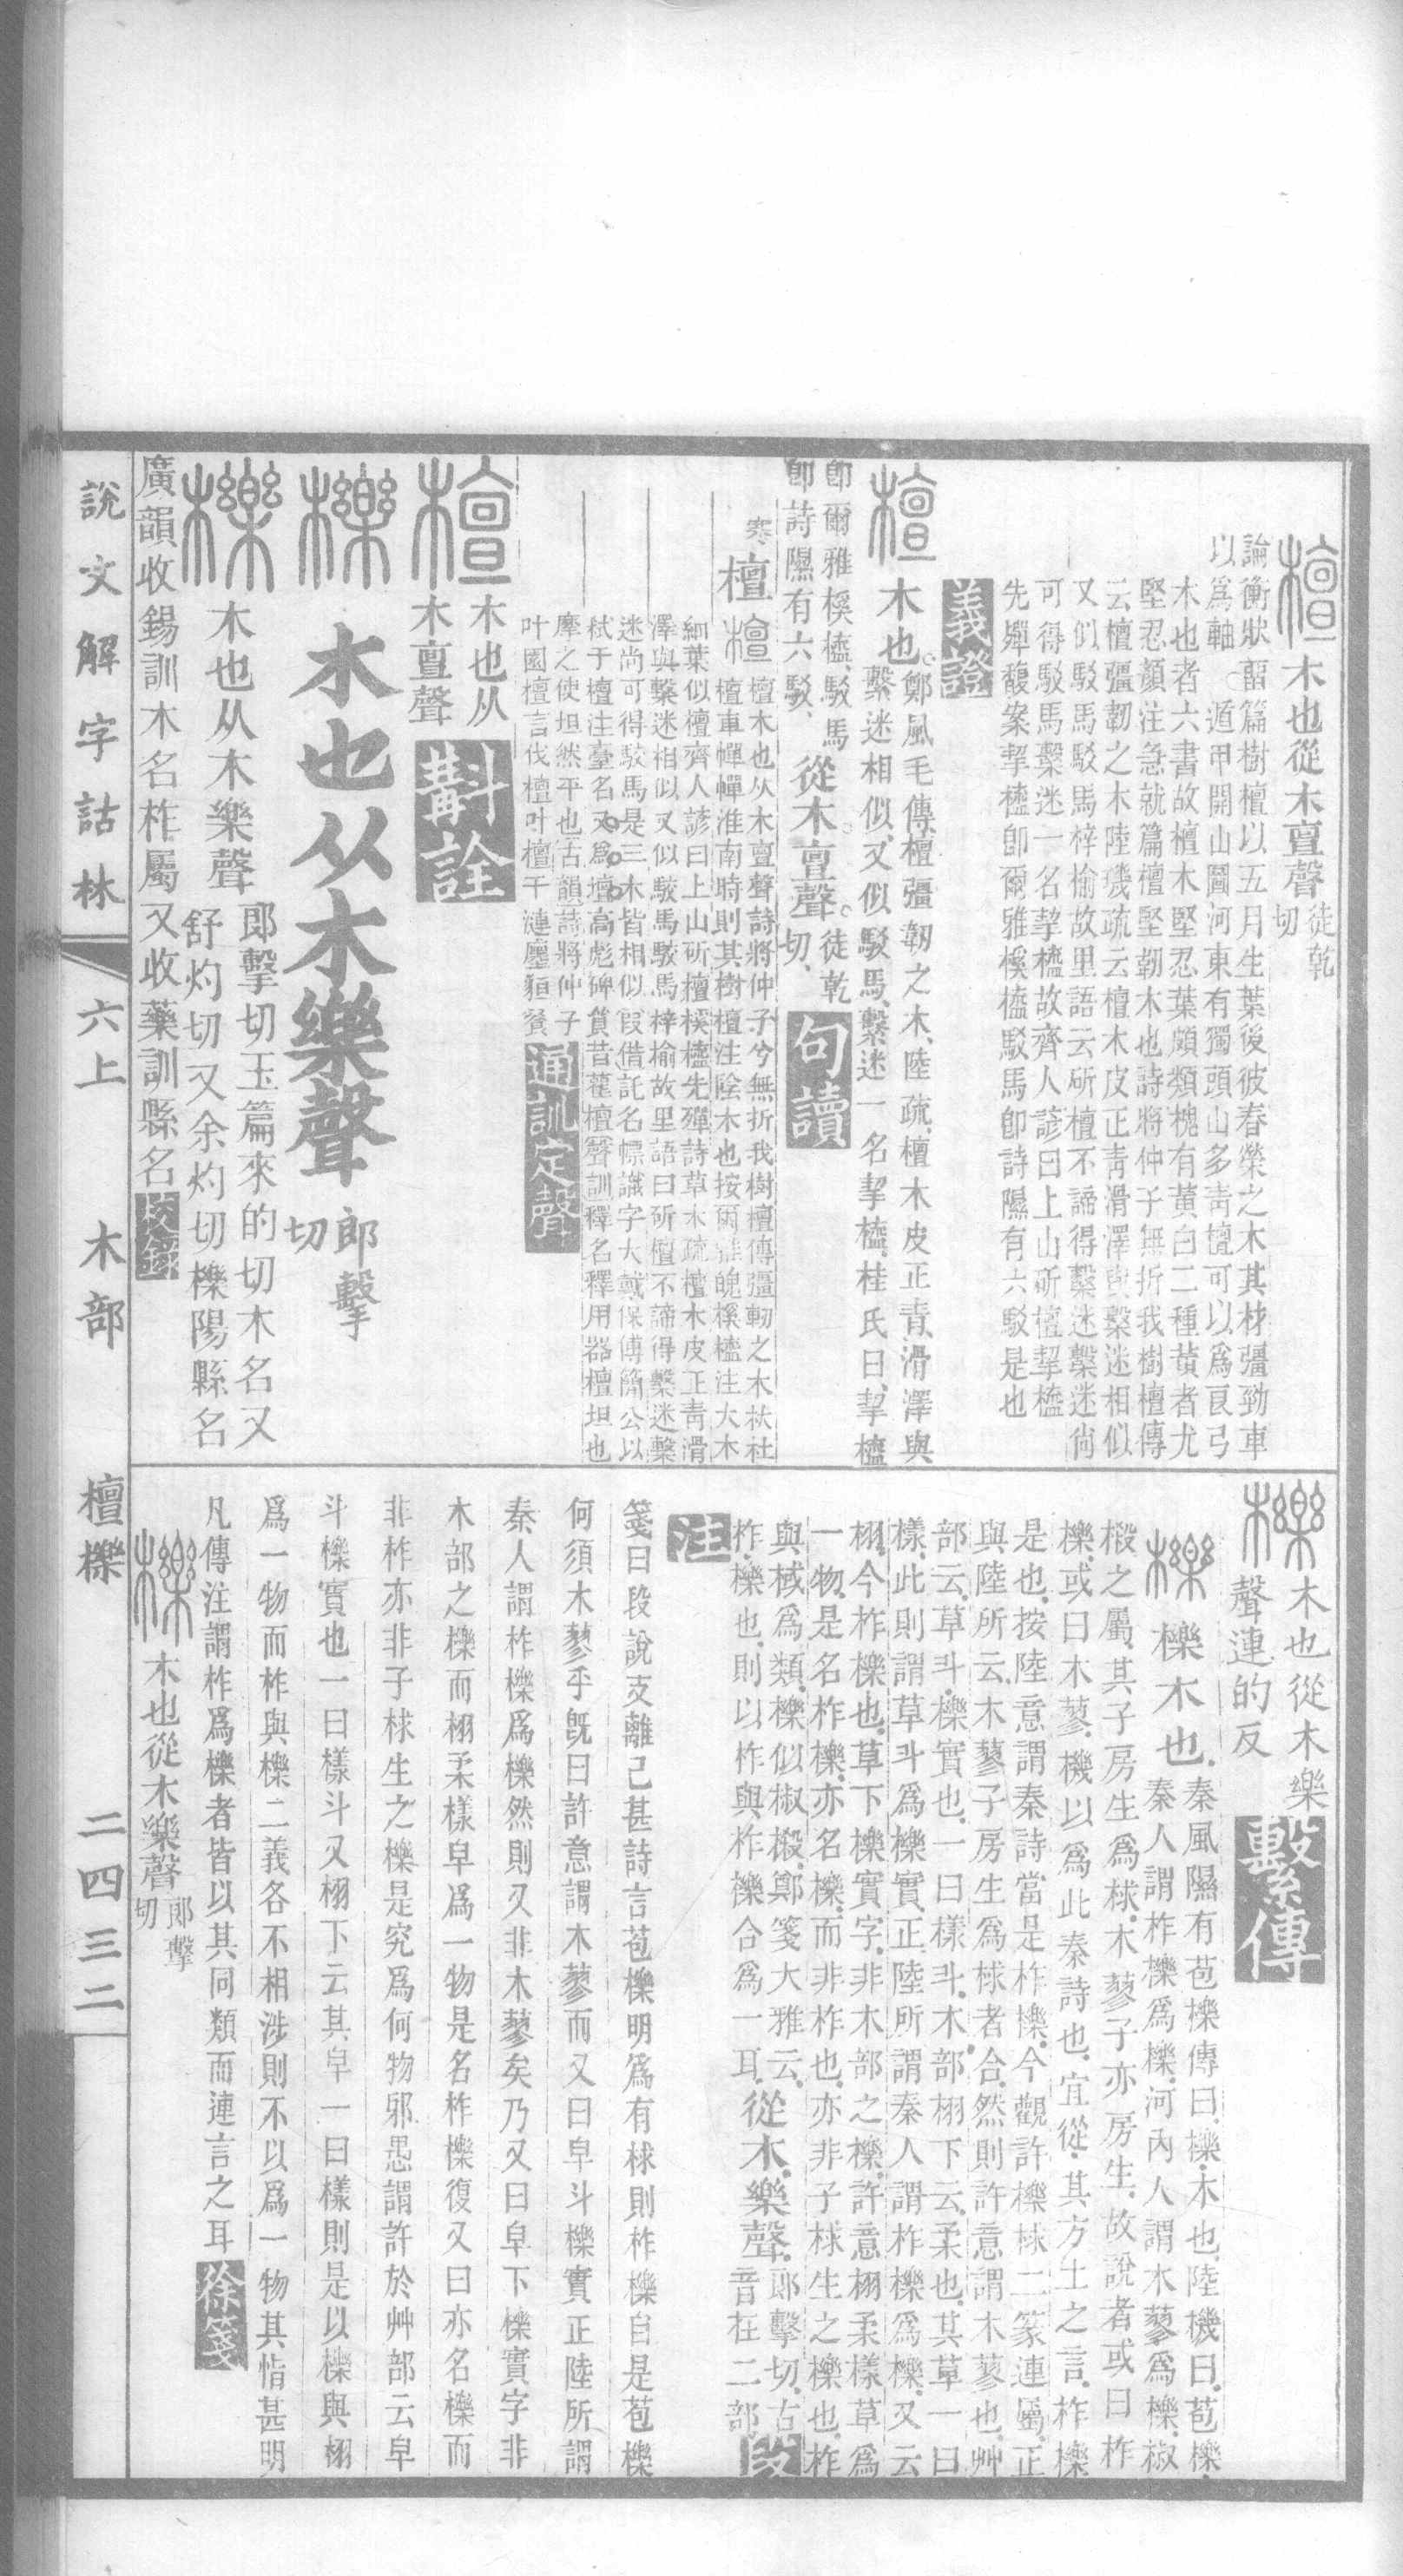 檀木也從木亶聲徒乾切
論衡狀留篇樹檀以五月生葉後彼春榮之木其材彊勁車
以爲軸○遁甲開山圖河東有獨頭山多靑檀可以爲良弓
木也者六書故檀木堅忍葉頗類槐有黃白二種黃者尤
堅忍顏注急就篇檀堅韌木也詩將仲子無折我樹檀傳
云檀彊韌之木陸璣疏云檀木皮正靑滑澤與檕迷相似
又似駁馬駁馬梓榆故里語云斫檀不諦得檕迷檕迷尙
可得駁馬檕迷一名挈橀故齊人諺曰上山斫檀挈橀
先殫馥案挈橀卽爾雅榽橀駁馬卽詩隰有六駁是也
義證
檀木也。鄭風毛傳檀彊韌之木、陸疏、檀木皮正青滑澤與
繫迷相似、又似駁馬、繫迷一名挈橀、桂氏曰、挈橀
卽爾雅榽橀、駁馬
卽詩隰有六駁、從木亶聲。徒乾切、句讀
寒檀檀檀木也从木亶聲詩將仲子兮無折我樹檀傳彊韌之木杕杜
檀車幝幝淮南時則其樹檀注陰木也按爾雅魄榽橀注大木
細葉似檀齊人諺曰上山斫檀榽橀先殫詩草木疏檀木皮正靑滑
澤與檕迷相似又似駮馬駮馬梓榆故里語曰斫檀不諦得檕迷檕
迷尚可得駮馬是三木皆相似假借託名幖識字大戴保傅簡公以
弒于檀注臺名又爲壇高彪碑賞昔藋檀聲訓釋名釋用器檀坦也
摩之使坦然平也古韻詩將仲子
叶園檀言伐檀叶檀干漣廛貆餐通訓定聲
檀木也从
木亶聲斠詮
櫟木也从木樂聲郎擊切
櫟木也从木樂聲郎擊切玉篇來的切木名又
舒灼切又余灼切櫟陽縣名
廣韻收錫訓木名柞屬又收藥訓縣名校錄
櫟木也從木樂
聲連的反繫傳
櫟櫟木也.秦風隰有苞櫟傳曰.櫟.木也.陸機曰.苞櫟.
秦人謂柞櫟爲櫟.河內人謂木蓼爲櫟.椒
榝之屬.其子房生爲梂.木蓼子亦房生.故說者或曰柞
櫟.或曰木蓼.機以爲此秦詩也.宜從其方土之言.柞櫟
是也.按陸意謂秦詩當是柞櫟.今觀許櫟梂二篆連屬.正
與陸所云木蓼子房生爲梂者合.然則許意謂木蓼也.艸
部云.草斗.櫟實也.一曰樣斗.木部栩下云.柔也.其草一曰
樣.此則謂草斗爲櫟實.正陸所謂秦人謂柞櫟爲櫟.又云
栩.今柞櫟也.草下櫟實字.非木部之櫟.許意栩柔樣草爲
一物.是名柞櫟.亦名櫟.而非柞也.亦非子梂生之櫟也.柞
與棫爲類.櫟似椒榝.鄭箋大雅云.
柞.櫟也.則以柞與柞櫟合爲一耳.從木.樂聲.郎擊切.古
音在二部.段
注
箋曰段說支離已甚詩言苞櫟明爲有梂則柞櫟自是苞櫟
何須木蓼乎旣曰許意謂木蓼而又曰皁斗櫟實正陸所謂
秦人謂柞櫟爲櫟然則又非木蓼矣乃又曰皁下櫟實字非
木部之櫟而栩柔樣皁爲一物是名柞櫟復又曰亦名櫟而
非柞亦非子梂生之櫟是究爲何物邪愚謂許於艸部云皁
斗櫟實也一曰樣斗又栩下云其皁一曰樣則是以櫟與栩
爲一物而柞與櫟二義各不相涉則不以爲一物其恉甚明
凡傳注謂柞爲櫟者皆以其同類而連言之耳徐箋
櫟木也從木樂聲郎擊切
說文解字詁林 六上 木部 檀櫟 二四三二